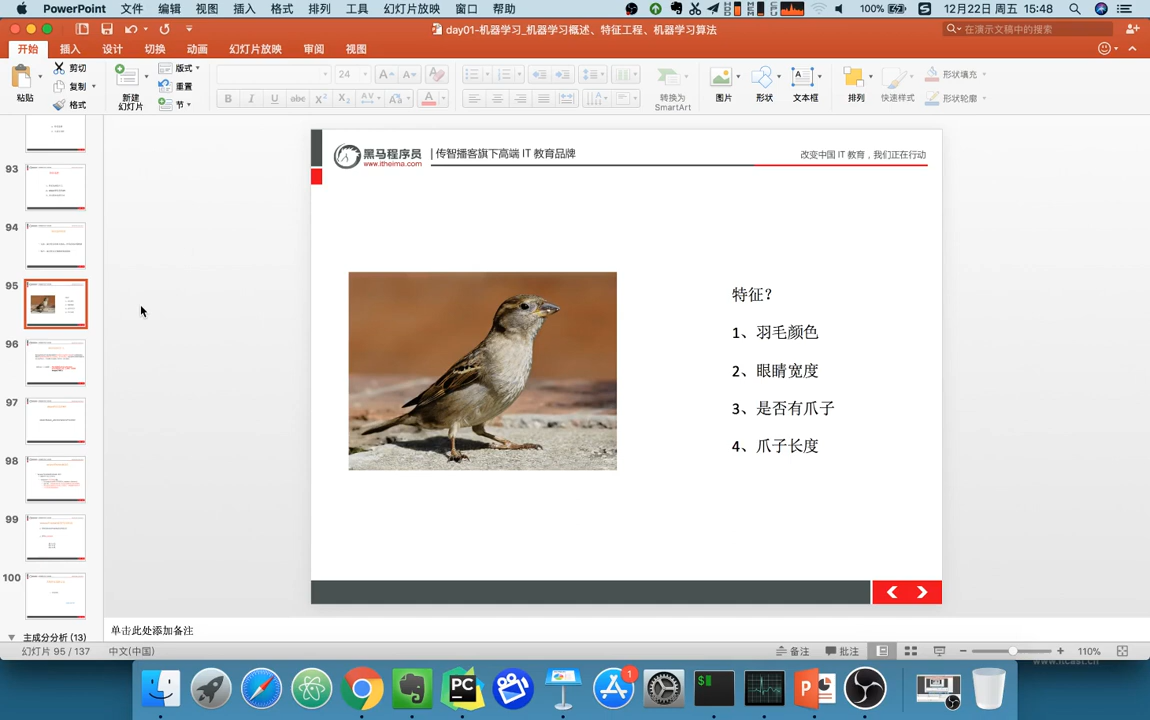 PowerPoint 文件 编辑 视图 插入 格式 排列 工具 幻灯片放映 窗口 帮助 100% 12月22日 周五 15:48
day01-机器学习_机器学习概述、特征工程、机器学习算法
在演示文稿中的搜索
开始 插入 设计 切换 动画 幻灯片放映 审阅 视图
粘贴 剪切 复制 格式
新建幻灯片 版式 重置 节
24
转换为 SmartArt
图片 形状 文本框 排列 快速样式 形状填充 形状轮廓
93
94
95
96
97
98
99
100
主成分分析 (13)
黑马程序员
www.itheima.com
传智播客旗下高端 IT 教育品牌
改变中国 IT 教育，我们正在行动
特征？
1、羽毛颜色
2、眼睛宽度
3、是否有爪子
4、爪子长度
单击此处添加备注
幻灯片 95 / 137 中文(中国) 备注 批注 110%
www.itcast.cn
PC
1